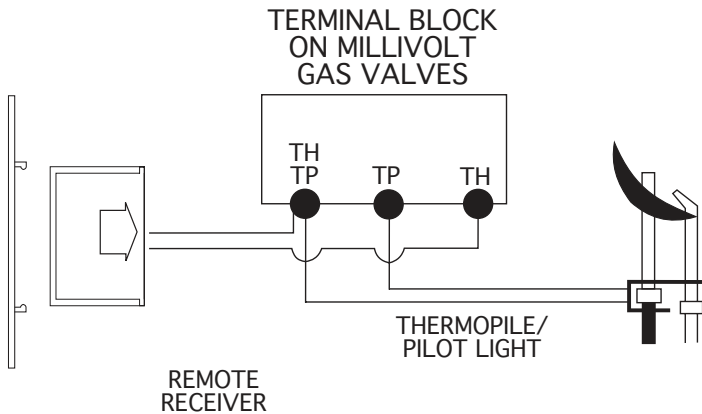 TERMINAL BLOCK
ON MILLIVOLT
GAS VALVES
TH
TP
TP
TH
THERMOPILE/
PILOT LIGHT
REMOTE
RECEIVER